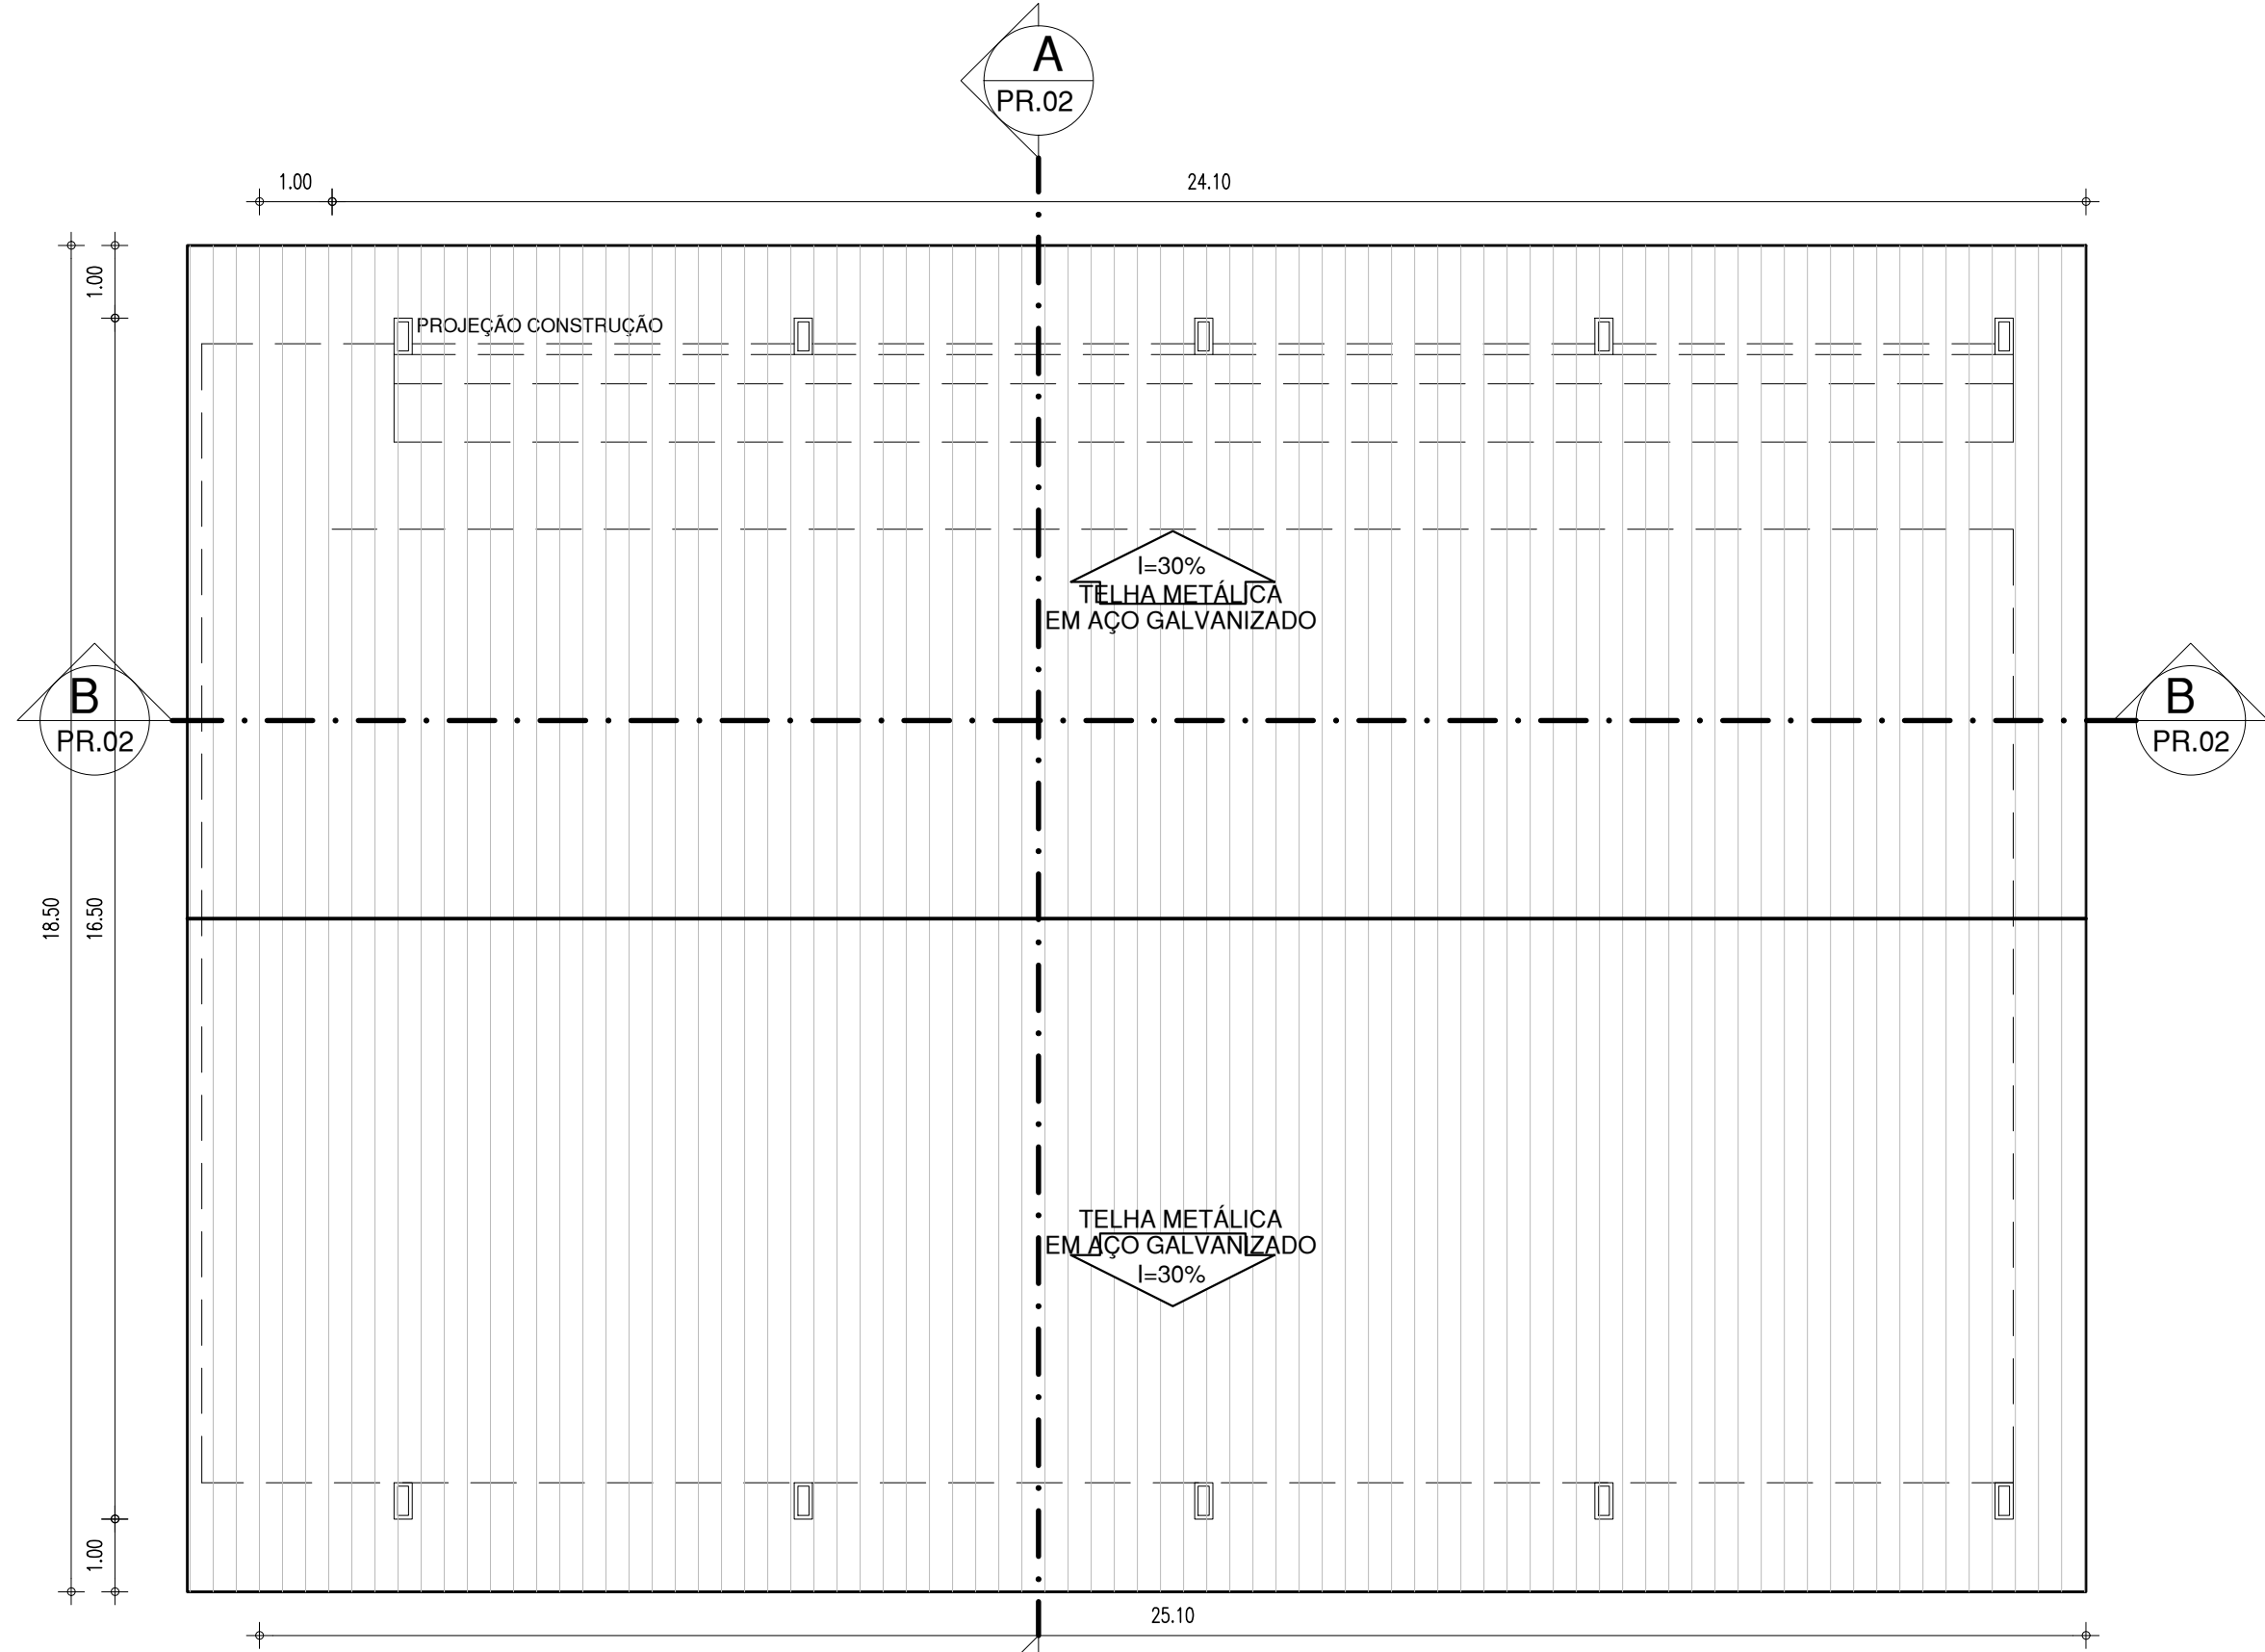 A
PR.02
1.00
24.10
1.00
PROJEÇÃO CONSTRUÇÃO
I=30%
TELHA METÁLICA
EM AÇO GALVANIZADO
B
PR.02
B
PR.02
18.50
16.50
TELHA METÁLICA
EM AÇO GALVANIZADO
I=30%
1.00
25.10